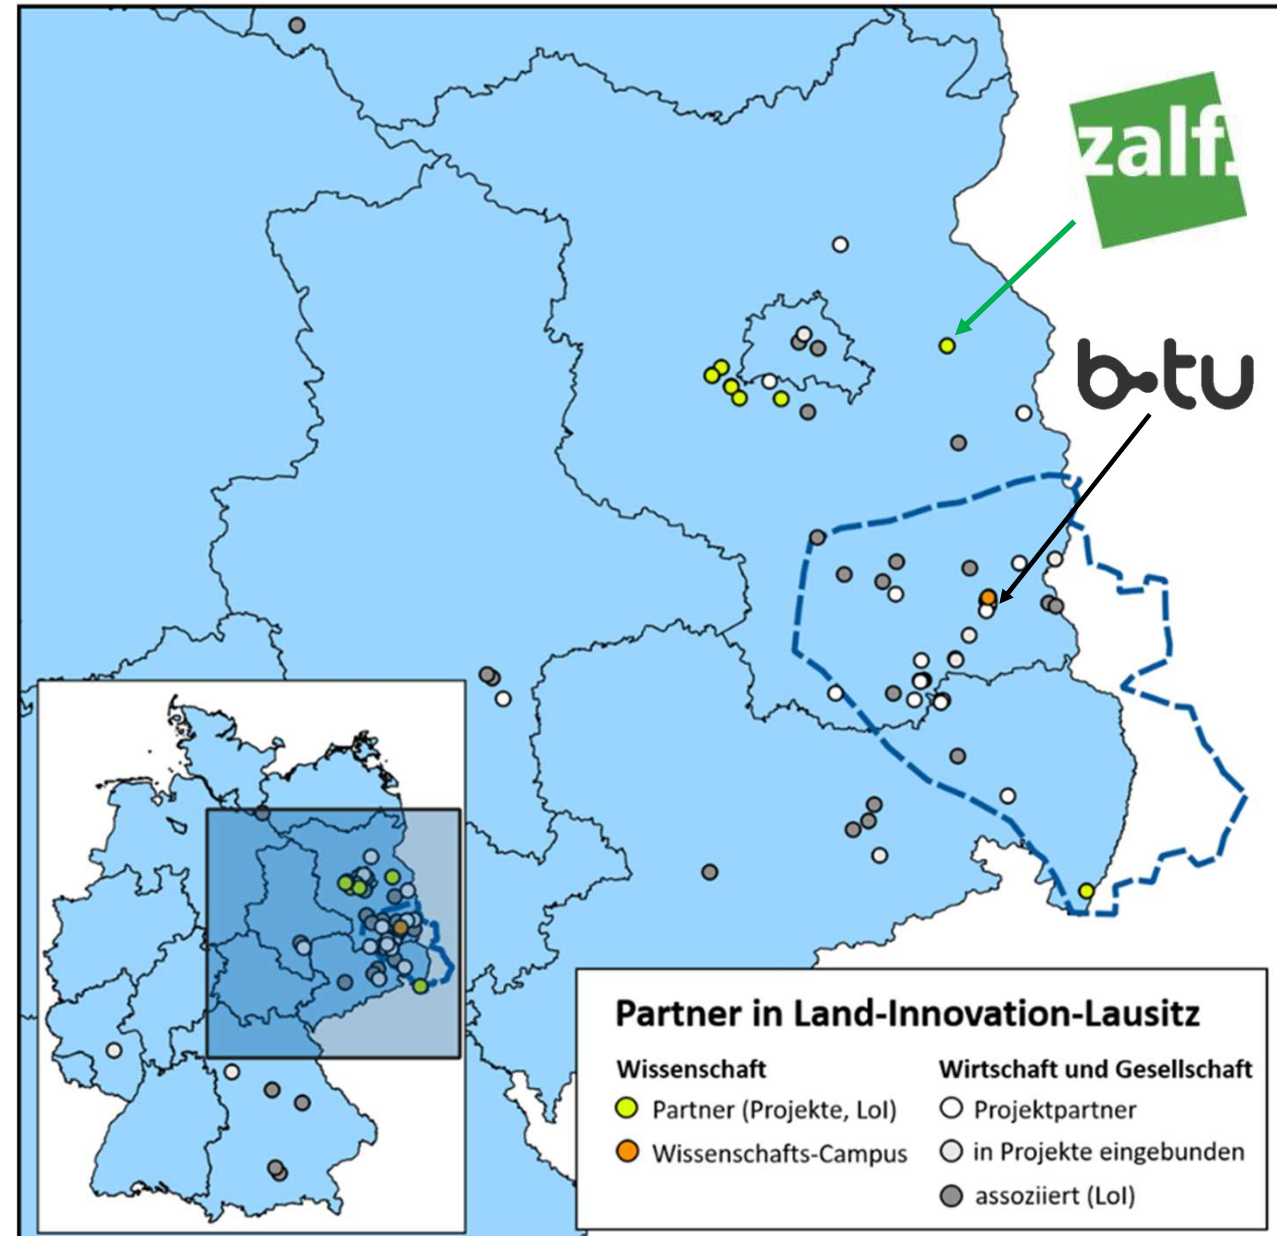 zalf.
b-tu
Partner in Land-Innovation-Lausitz
Wissenschaft
Partner (Projekte, LoI)
Wissenschafts-Campus
Wirtschaft und Gesellschaft
Projektpartner
in Projekte eingebunden
assoziiert (LoI)